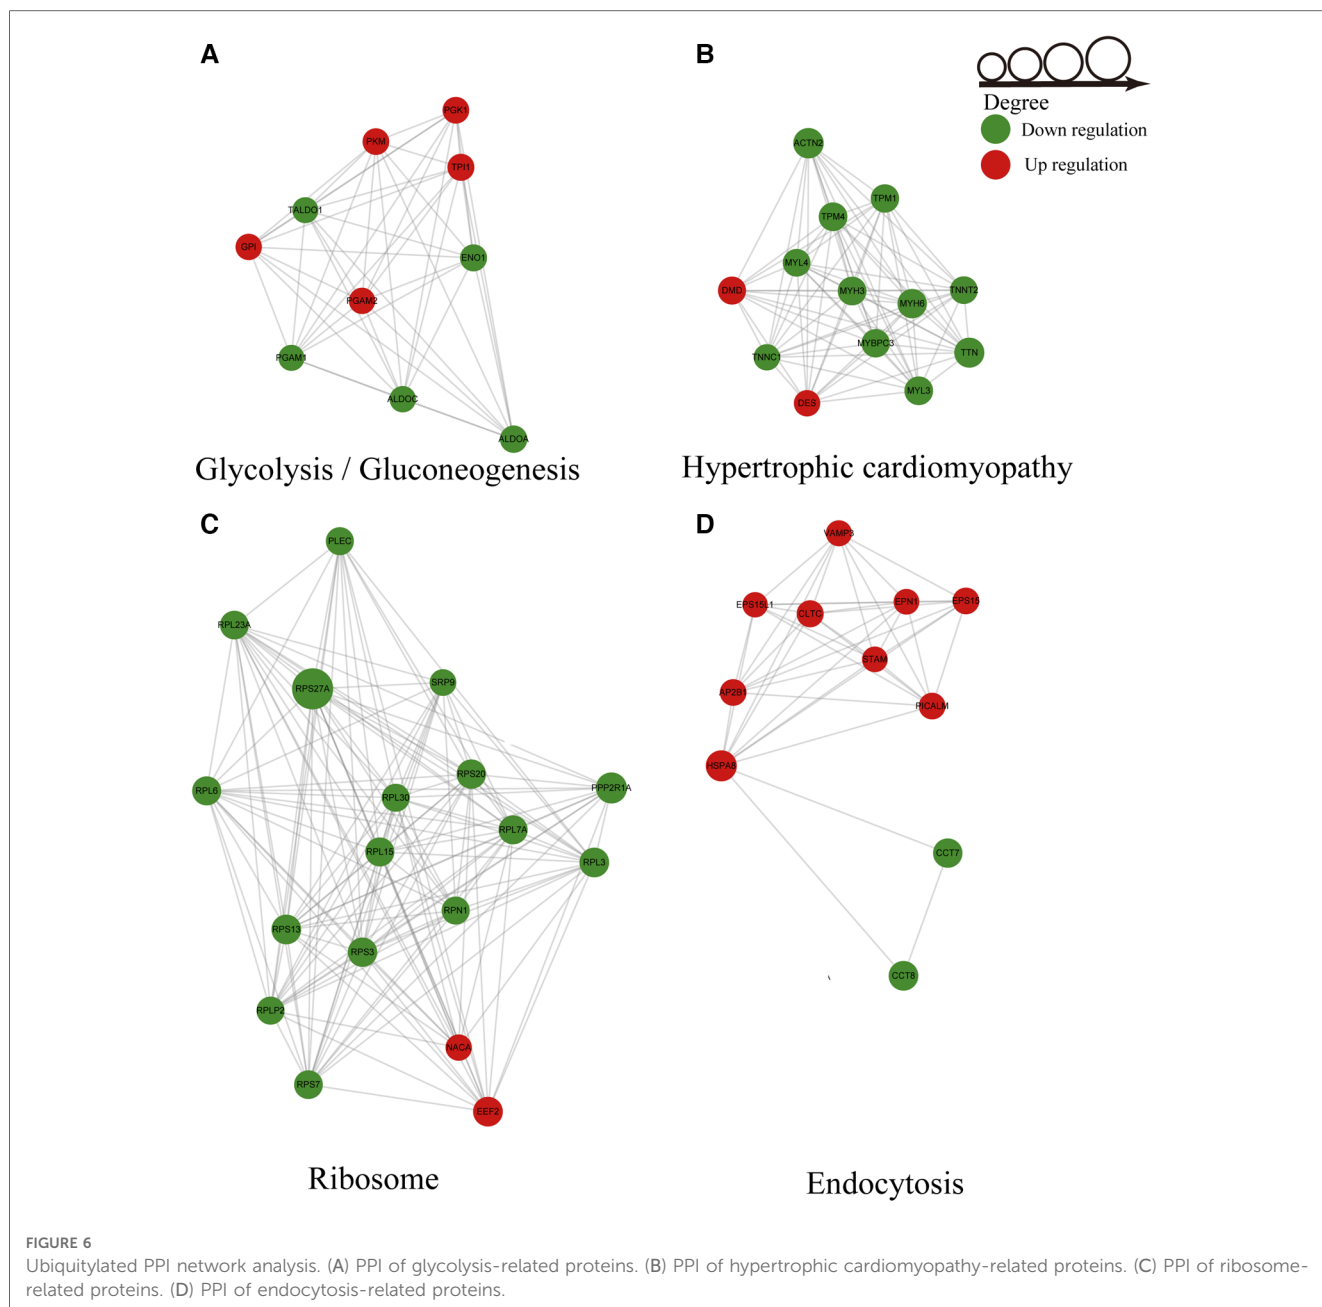 A
B
Degree
Down regulation
Up regulation
PGK1
PKM
TPI1
TALDO1
GPI
ENO1
PGAM2
PGAM1
ALDOC
ALDOA
Glycolysis / Gluconeogenesis
ACTN2
TPM1
TPM4
MYL4
DMD
MYH3
MYH6
TNNT2
MYBPC3
TNNC1
TTN
MYL3
DES
Hypertrophic cardiomyopathy
C
D
PLEC
RPL23A
RPS27A
SRP9
RPS20
RPL6
RPL30
PPP2R1A
RPL7A
RPL15
RPL3
RPN1
RPS13
RPS3
RPLP2
NACA
RPS7
EEF2
Ribosome
VAMP3
EPS15L1
CLTC
EPN1
EPS15
STAM
AP2B1
PICALM
HSPA8
CCT7
CCT8
Endocytosis
FIGURE 6
Ubiquitylated PPI network analysis. (A) PPI of glycolysis-related proteins. (B) PPI of hypertrophic cardiomyopathy-related proteins. (C) PPI of ribosome-
related proteins. (D) PPI of endocytosis-related proteins.